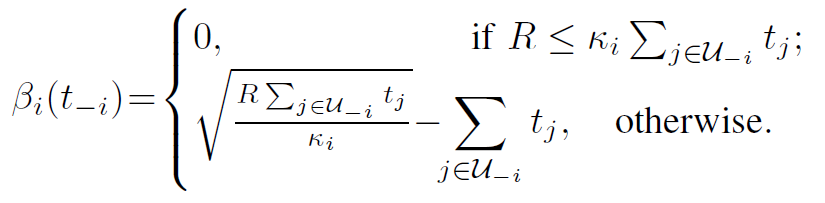 β_i(t_{−i}) = { 0, if R ≤ κ_i ∑_{j∈𝒰_{−i}} t_j;
√(R ∑_{j∈𝒰_{−i}} t_j / κ_i) − ∑_{j∈𝒰_{−i}} t_j, otherwise.